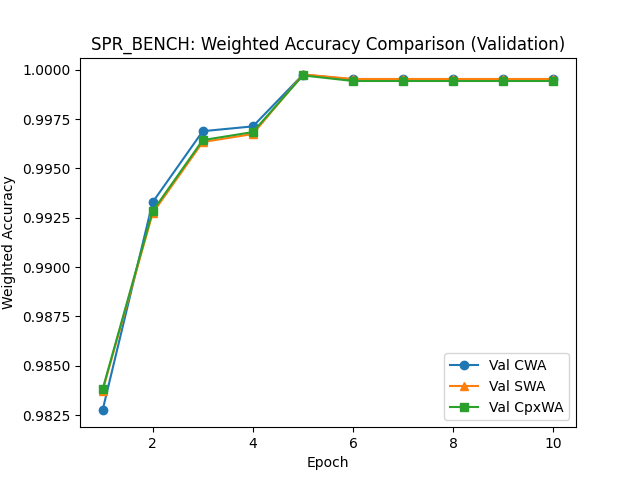 SPR_BENCH: Weighted Accuracy Comparison (Validation)
1.0000
0.9975
0.9950
0.9925
0.9900
0.9875
0.9850
0.9825
Weighted Accuracy
2
4
6
8
10
Epoch
Val CWA
Val SWA
Val CpxWA